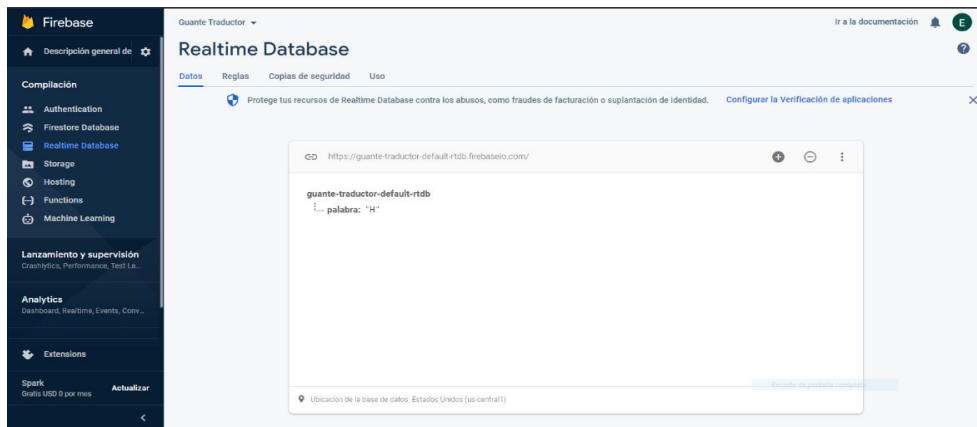 Firebase
Descripción general de
Compilación
Authentication
Firestore Database
Realtime Database
Storage
Hosting
Functions
Machine Learning
Lanzamiento y supervisión
Crashlytics, Performance, Test La...
Analytics
Dashboard, Realtime, Events, Conv...
Extensions
Spark
Gratis USD 0 por mes
Actualizar
Guante Traductor
Ir a la documentación
E
Realtime Database
?
Datos Reglas Copias de seguridad Uso
Protege tus recursos de Realtime Database contra los abusos, como fraudes de facturación o suplantación de identidad. Configurar la Verificación de aplicaciones
https://guante-traductor-default-rtdb.firebaseio.com/
guante-traductor-default-rtdb
palabra: "H"
Recorte de pantalla completa
Ubicación de la base de datos: Estados Unidos (us-central1)